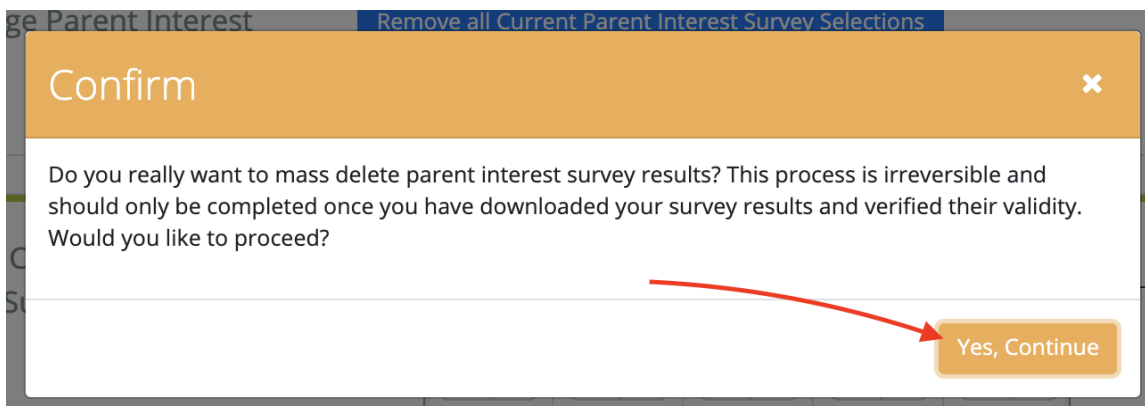 ge Parent Interest
Remove all Current Parent Interest Survey Selections
Confirm
Do you really want to mass delete parent interest survey results? This process is irreversible and
should only be completed once you have downloaded your survey results and verified their validity.
Would you like to proceed?
Yes, Continue